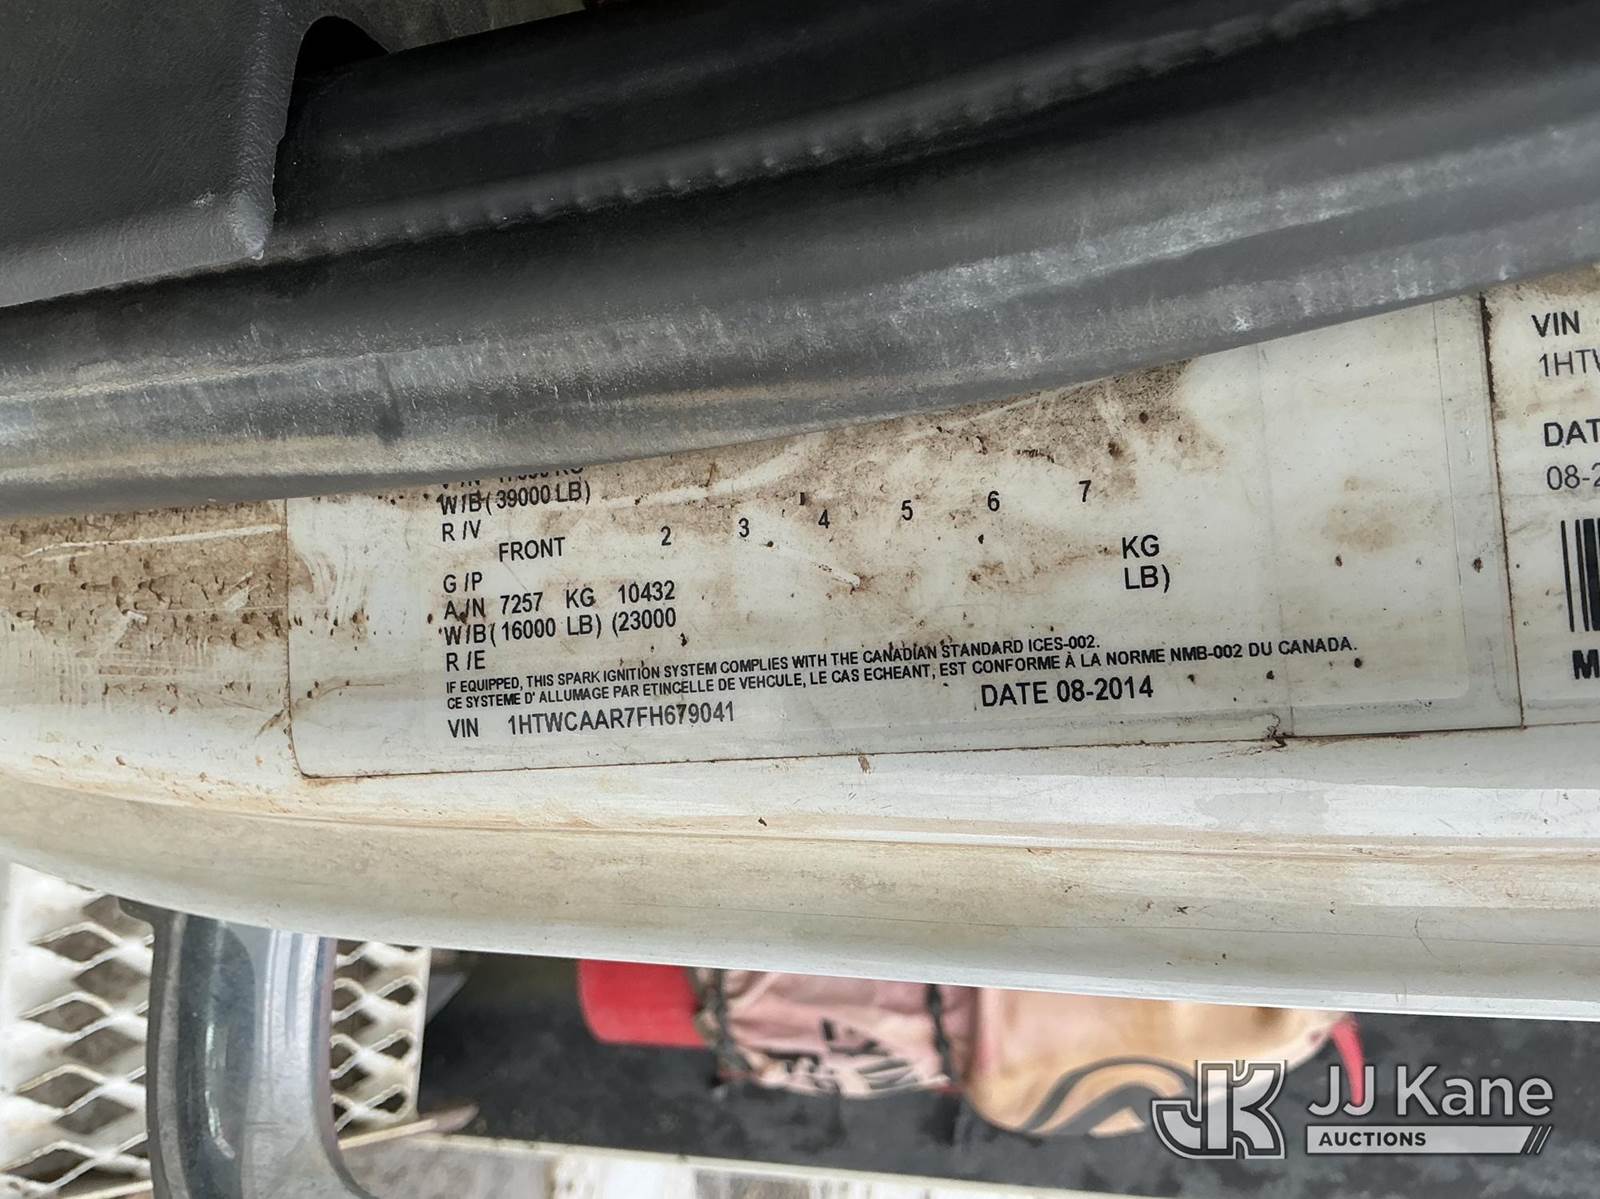 W/B( 39000 LB)
R /V
FRONT 2 3 4 5 6 7
G /P KG
A /N 7257 KG 10432 LB)
W/B( 16000 LB) (23000
R /E
IF EQUIPPED, THIS SPARK IGNITION SYSTEM COMPLIES WITH THE CANADIAN STANDARD ICES-002.
CE SYSTEME D' ALLUMAGE PAR ETINCELLE DE VEHCULE, LE CAS ECHEANT, EST CONFORME À LA NORME NMB-002 DU CANADA.
VIN 1HTWCAAR7FH679041 DATE 08-2014
VIN
1HTW
DAT
08-2
M
JK JJ Kane
AUCTIONS